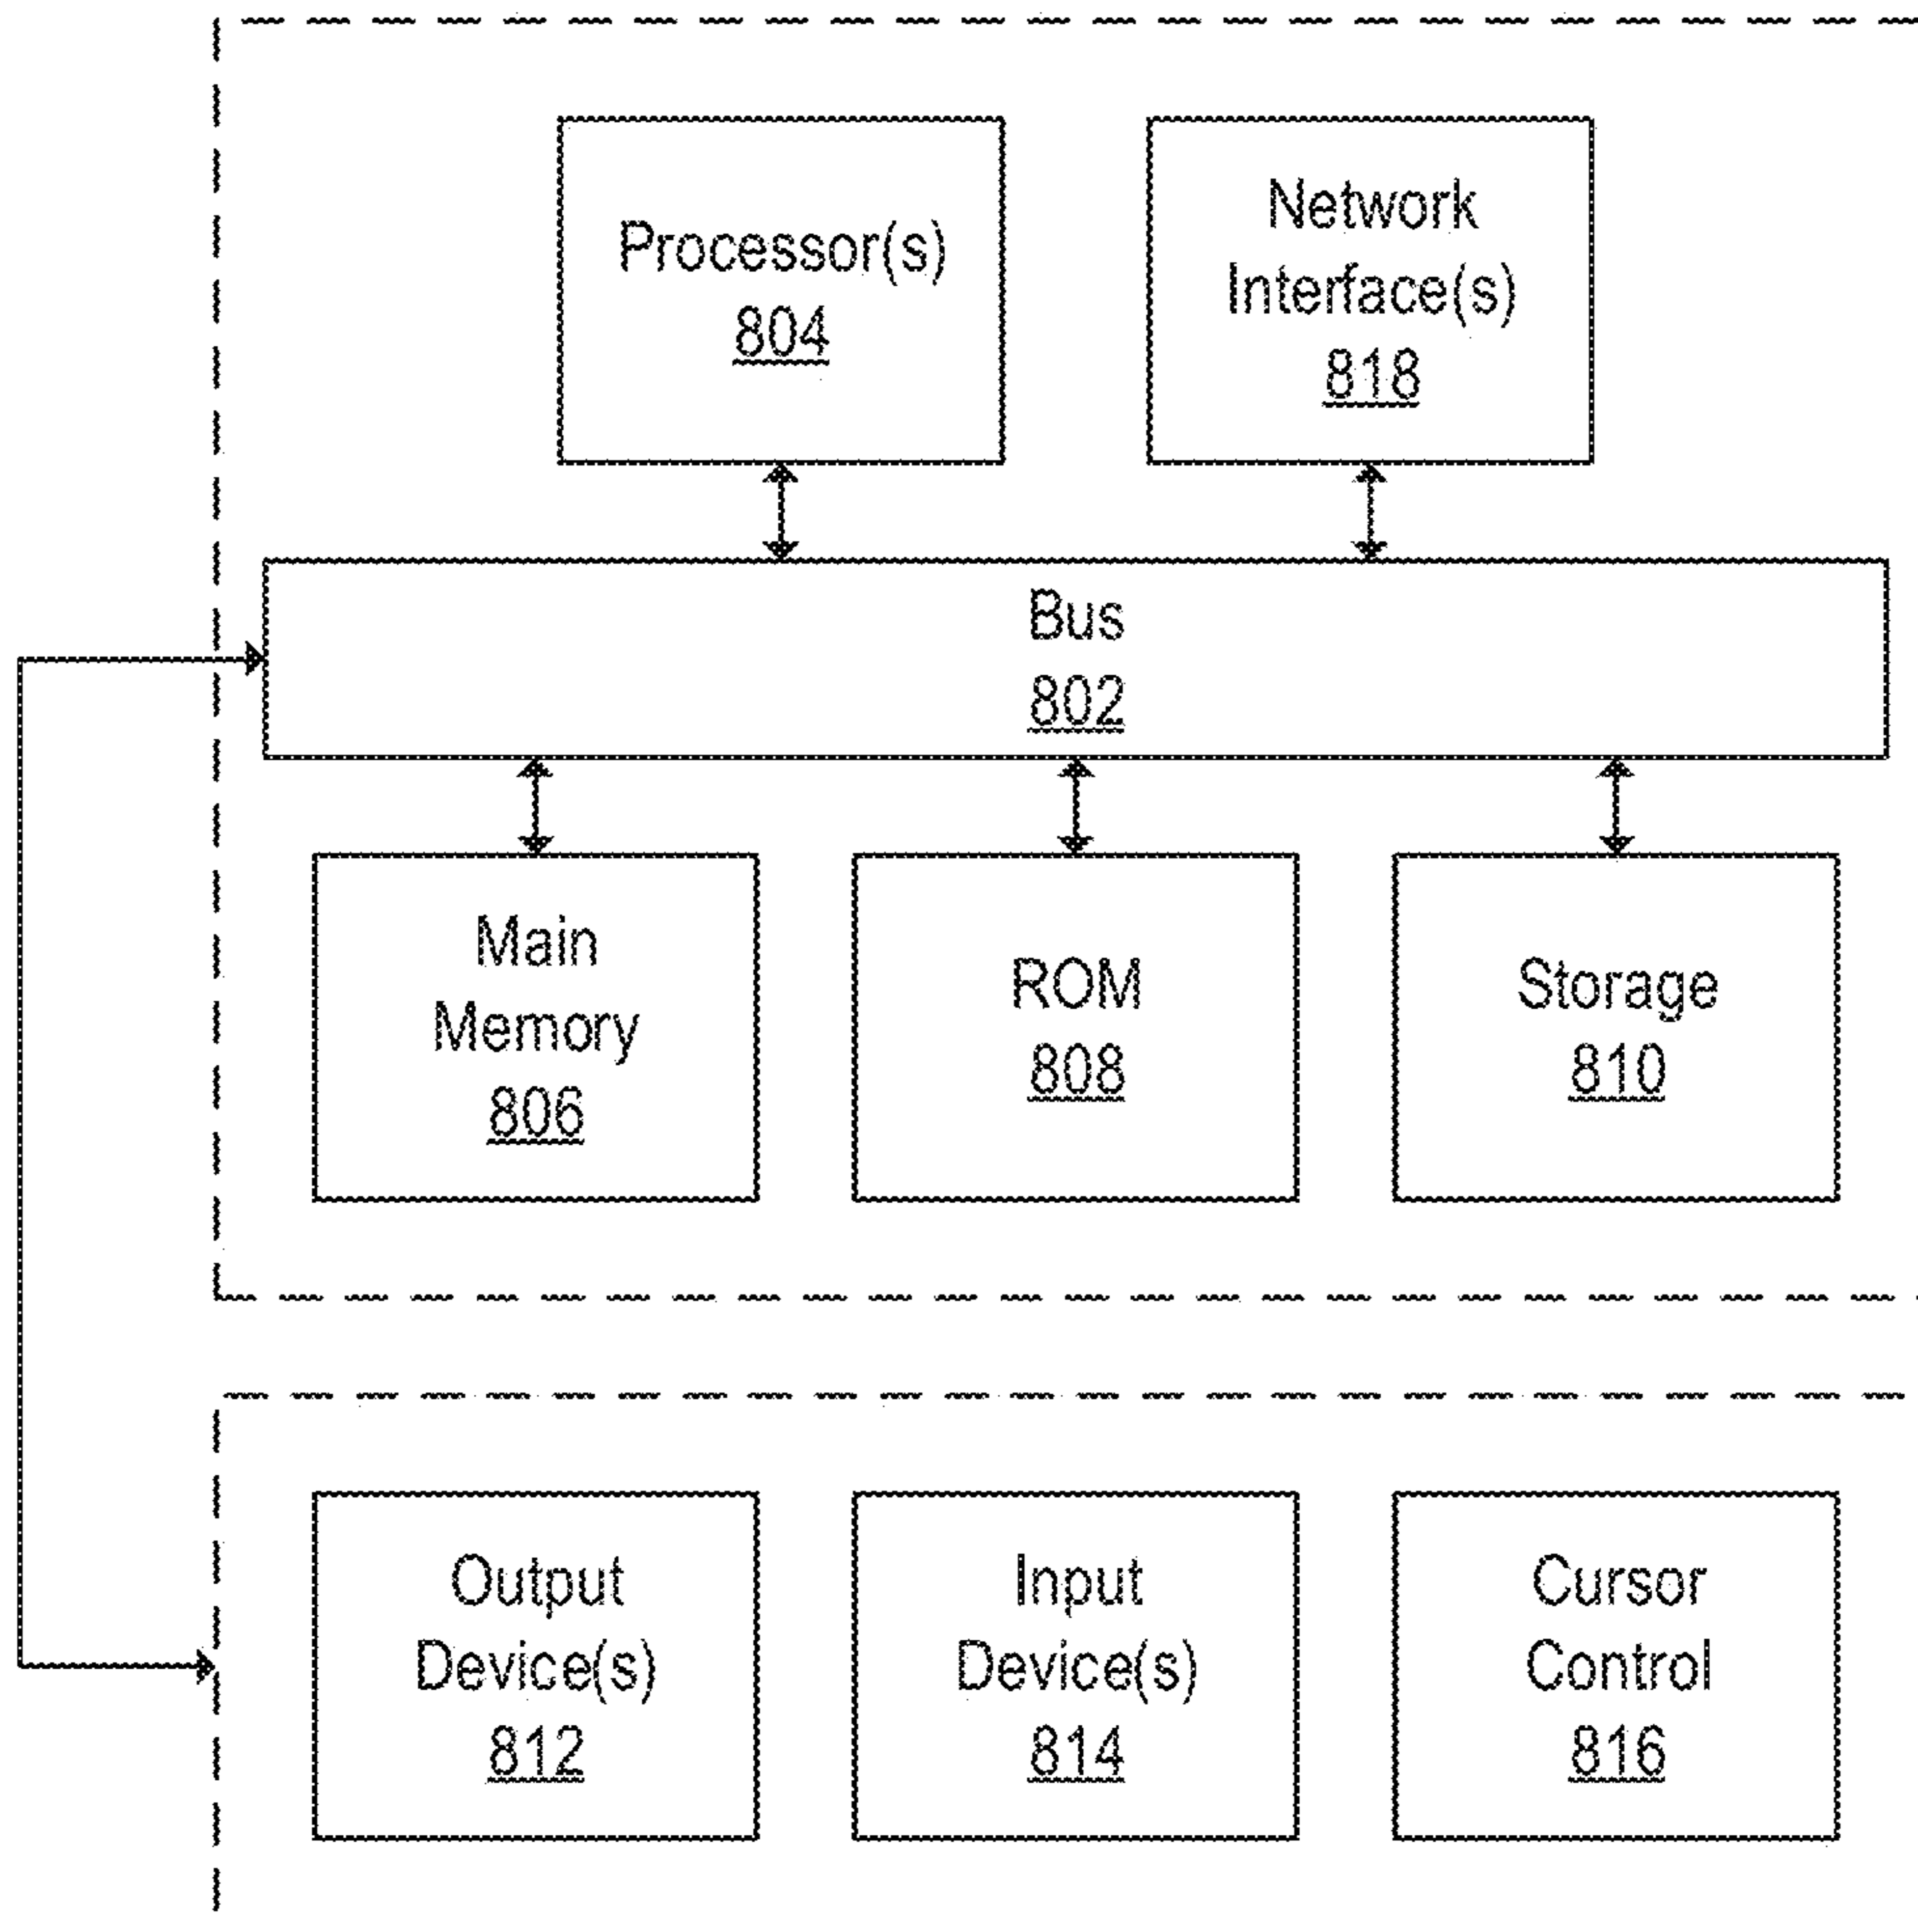 Processor(s)
804
Network
Interface(s)
818
Bus
802
Main
Memory
806
ROM
808
Storage
810
Output
Device(s)
812
Input
Device(s)
814
Cursor
Control
816